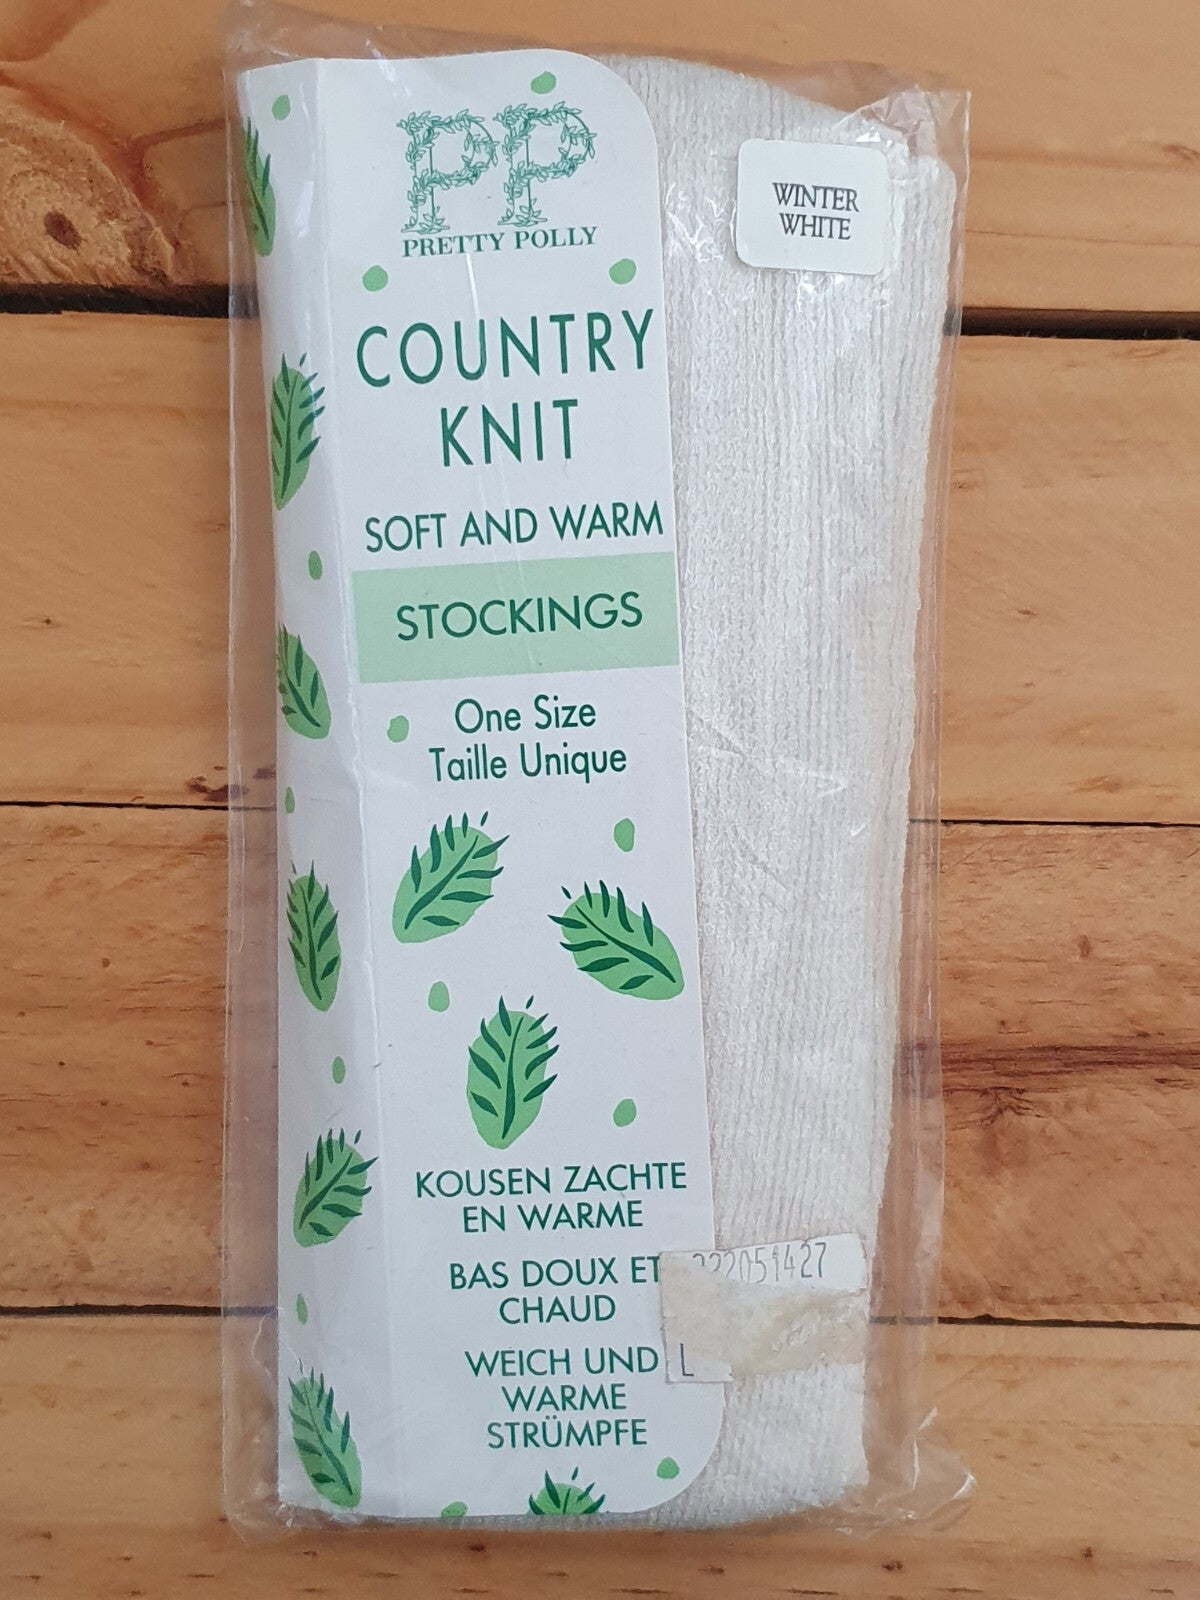 PP
PRETTY POLLY
WINTER
WHITE
COUNTRY
KNIT
SOFT AND WARM
STOCKINGS
One Size
Taille Unique
KOUSEN ZACHTE
EN WARME
BAS DOUX ET
CHAUD
WEICH UND
WARME
STRÜMPFE
L